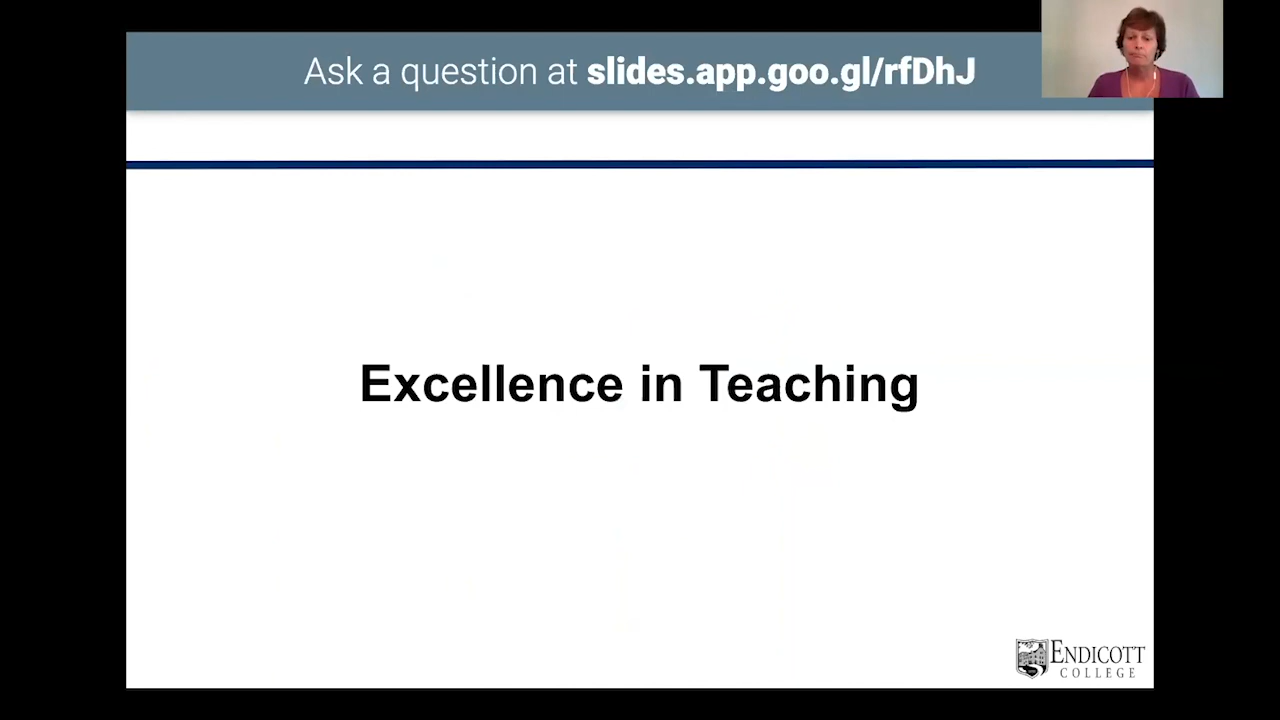 Ask a question at slides.app.goo.gl/rfDhJ
Excellence in Teaching
ENDICOTT
COLLEGE